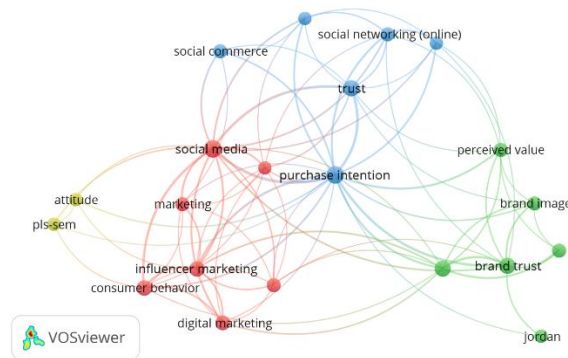 social networking (online)
social commerce
trust
social media
perceived value
purchase intention
attitude
marketing
brand image
pls-sem
influencer marketing
brand trust
consumer behavior
digital marketing
jordan
VOSviewer